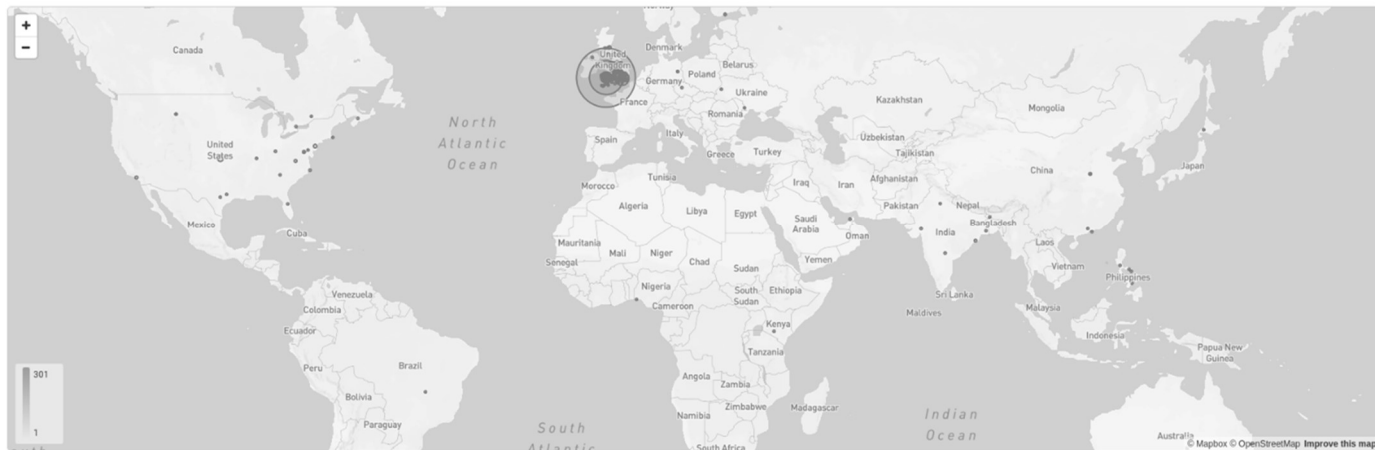 +
Norway
−
Canada
United
Kingdom
Denmark
Belarus
Poland
Germany
Ukraine
France
Kazakhstan
Mongolia
Romania
North
Atlantic
Ocean
United
States
Spain
Italy
Uzbekistan
Greece
Turkey
Tajikistan
Japan
China
Tunisia
Morocco
Iraq
Iran
Afghanistan
Algeria
Libya
Egypt
Pakistan
Nepal
Mexico
Cuba
Saudi
Arabia
Bangladesh
India
Oman
Mauritania
Mali
Niger
Laos
Senegal
Chad
Sudan
Yemen
Vietnam
Philippines
Nigeria
South
Sudan
Ethiopia
Venezuela
Cameroon
Sri Lanka
Colombia
Maldives
Malaysia
Ecuador
Kenya
Indonesia
Tanzania
Papua New
Guinea
Peru
Brazil
301
Angola
Zambia
Bolivia
Zimbabwe
Madagascar
Namibia
Indian
Ocean
Paraguay
1
South
Atlantic
Australia
South Africa
© Mapbox © OpenStreetMap Improve this map